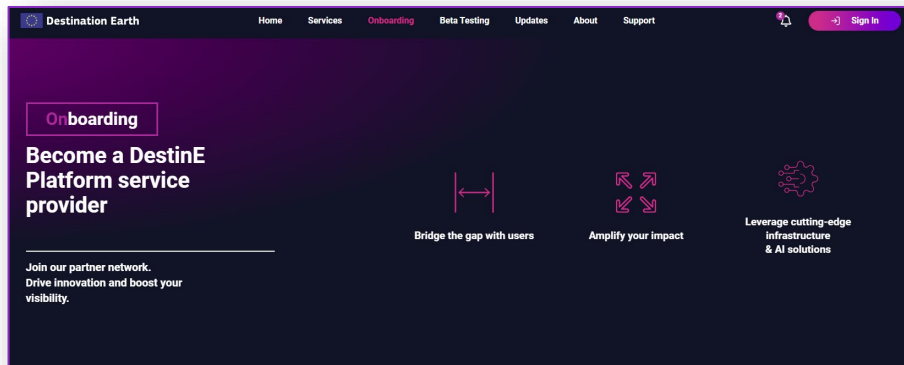 Destination Earth
Home
Services
Onboarding
Beta Testing
Updates
About
Support
2
Sign In
Onboarding
Become a DestinE
Platform service
provider
Join our partner network.
Drive innovation and boost your
visibility.
Bridge the gap with users
Amplify your impact
Leverage cutting-edge
infrastructure
& AI solutions